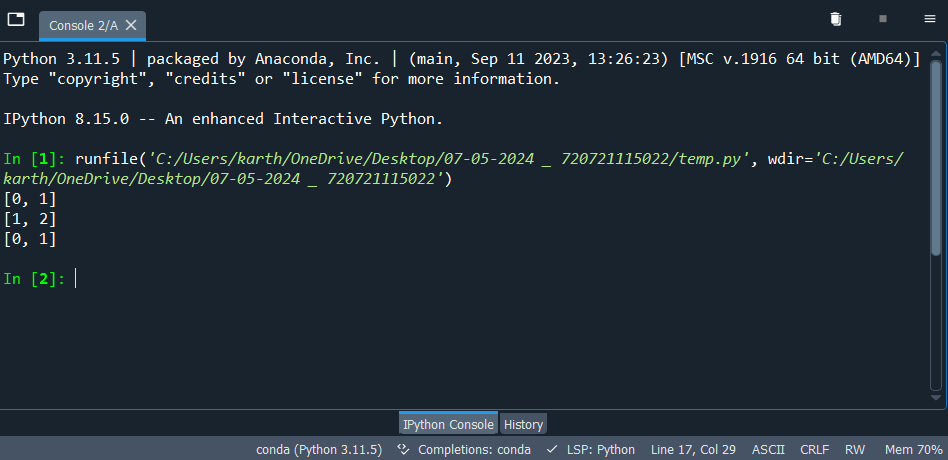 Console 2/A
Python 3.11.5 | packaged by Anaconda, Inc. | (main, Sep 11 2023, 13:26:23) [MSC v.1916 64 bit (AMD64)]
Type "copyright", "credits" or "license" for more information.
IPython 8.15.0 -- An enhanced Interactive Python.
In [1]: runfile('C:/Users/karth/OneDrive/Desktop/07-05-2024 _ 720721115022/temp.py', wdir='C:/Users/
karth/OneDrive/Desktop/07-05-2024 _ 720721115022')
[0, 1]
[1, 2]
[0, 1]
In [2]:
IPython Console History
conda (Python 3.11.5) Completions: conda LSP: Python Line 17, Col 29 ASCII CRLF RW Mem 70%